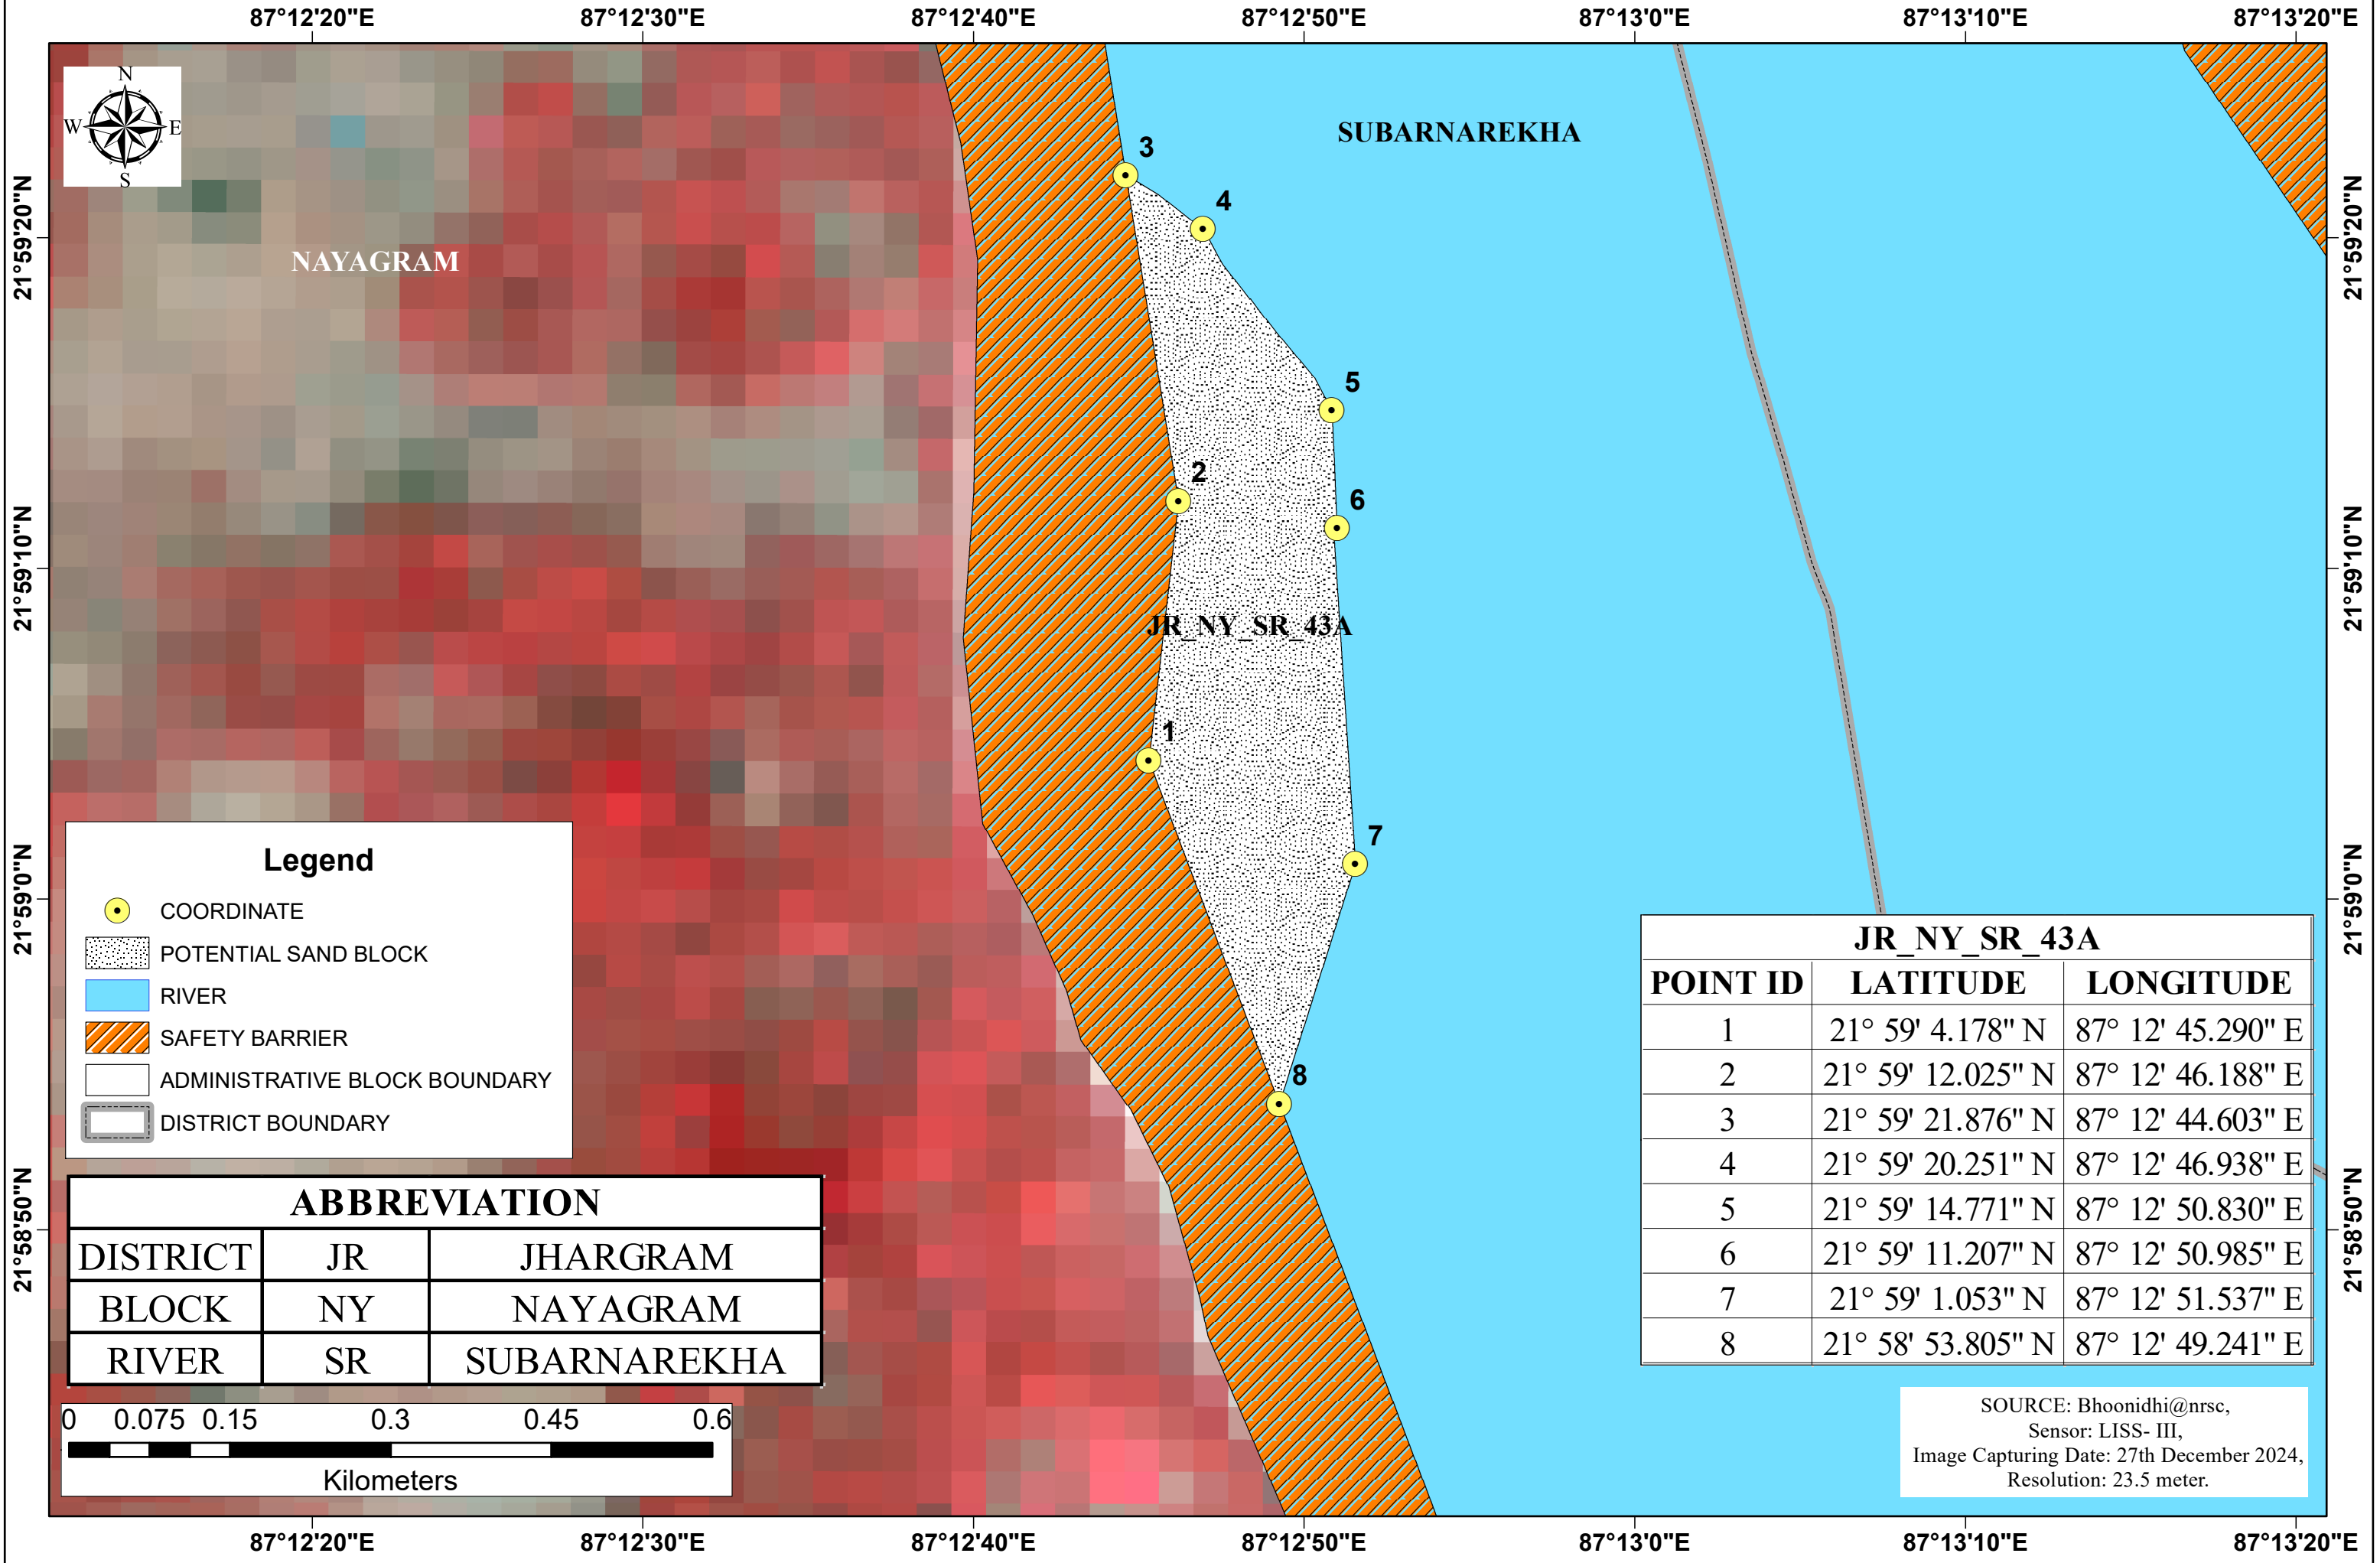 87°12'20"E 87°12'30"E 87°12'40"E 87°12'50"E 87°13'0"E 87°13'10"E 87°13'20"E
N
W E
S
SUBARNAREKHA
3
4
21°59'20"N 21°59'20"N
NAYAGRAM
5
2
6
21°59'10"N 21°59'10"N
JR_NY_SR_43A
1
7
21°59'0"N 21°59'0"N
8
21°58'50"N 21°58'50"N
Legend
COORDINATE
POTENTIAL SAND BLOCK
RIVER
SAFETY BARRIER
ADMINISTRATIVE BLOCK BOUNDARY
DISTRICT BOUNDARY
ABBREVIATION
DISTRICT JR JHARGRAM
BLOCK NY NAYAGRAM
RIVER SR SUBARNAREKHA
0 0.075 0.15 0.3 0.45 0.6
Kilometers
JR_NY_SR_43A
POINT ID LATITUDE LONGITUDE
1 21° 59' 4.178" N 87° 12' 45.290" E
2 21° 59' 12.025" N 87° 12' 46.188" E
3 21° 59' 21.876" N 87° 12' 44.603" E
4 21° 59' 20.251" N 87° 12' 46.938" E
5 21° 59' 14.771" N 87° 12' 50.830" E
6 21° 59' 11.207" N 87° 12' 50.985" E
7 21° 59' 1.053" N 87° 12' 51.537" E
8 21° 58' 53.805" N 87° 12' 49.241" E
SOURCE: Bhoonidhi@nrsc,
Sensor: LISS- III,
Image Capturing Date: 27th December 2024,
Resolution: 23.5 meter.
87°12'20"E 87°12'30"E 87°12'40"E 87°12'50"E 87°13'0"E 87°13'10"E 87°13'20"E